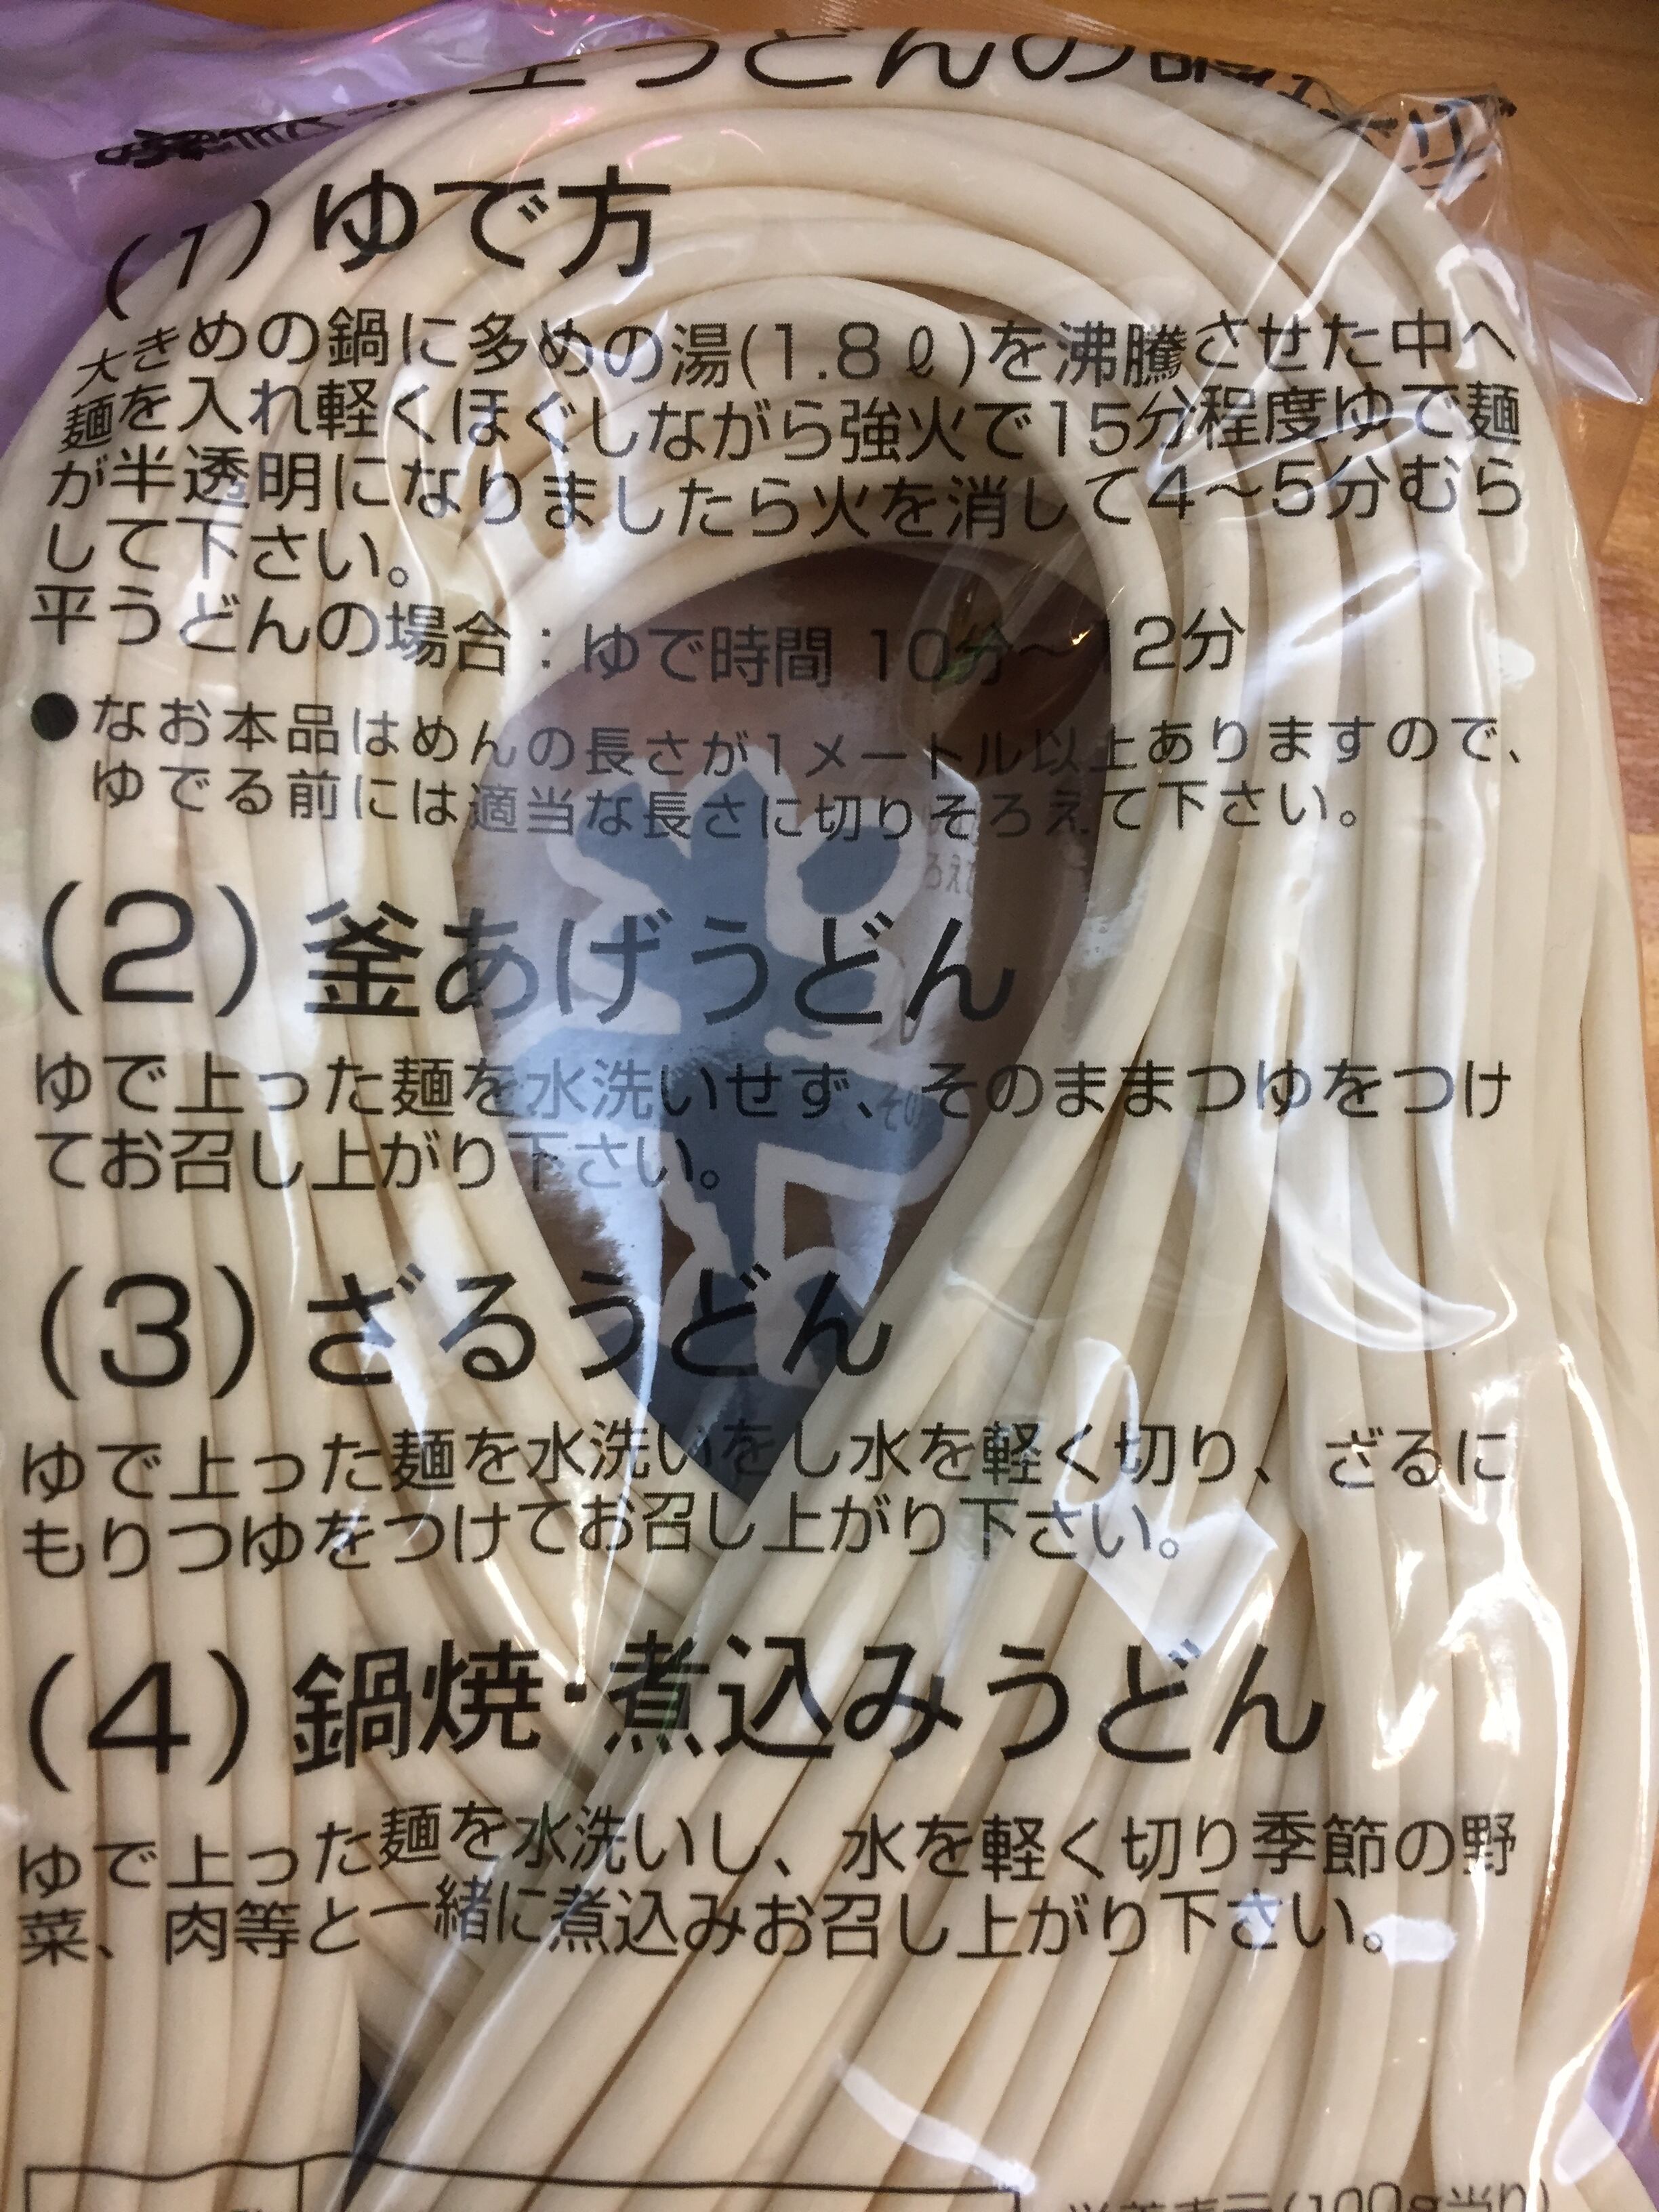 うどんの
(1)ゆで方
大きめの鍋に多めの湯(1.8ℓ)を沸騰させた中へ
麺を入れ軽くほぐしながら強火で15分程度ゆで麺
が半透明になりましたら火を消して4〜5分むら
して下さい。
平うどんの場合：ゆで時間 10分〜12分
●なお本品はめんの長さが1メートル以上ありますので、
ゆでる前には適当な長さに切りそろえて下さい。
(2)釜あげうどん
ゆで上った麺を水洗いせず、そのままつゆをつけ
てお召し上がり下さい。
(3)ざるうどん
ゆで上った麺を水洗いをし水を軽く切り、ざるに
もりつゆをつけてお召し上がり下さい。
(4)鍋焼・煮込みうどん
ゆで上った麺を水洗いし、水を軽く切り季節の野
菜、肉等と一緒に煮込みお召し上がり下さい。
(100g当り)